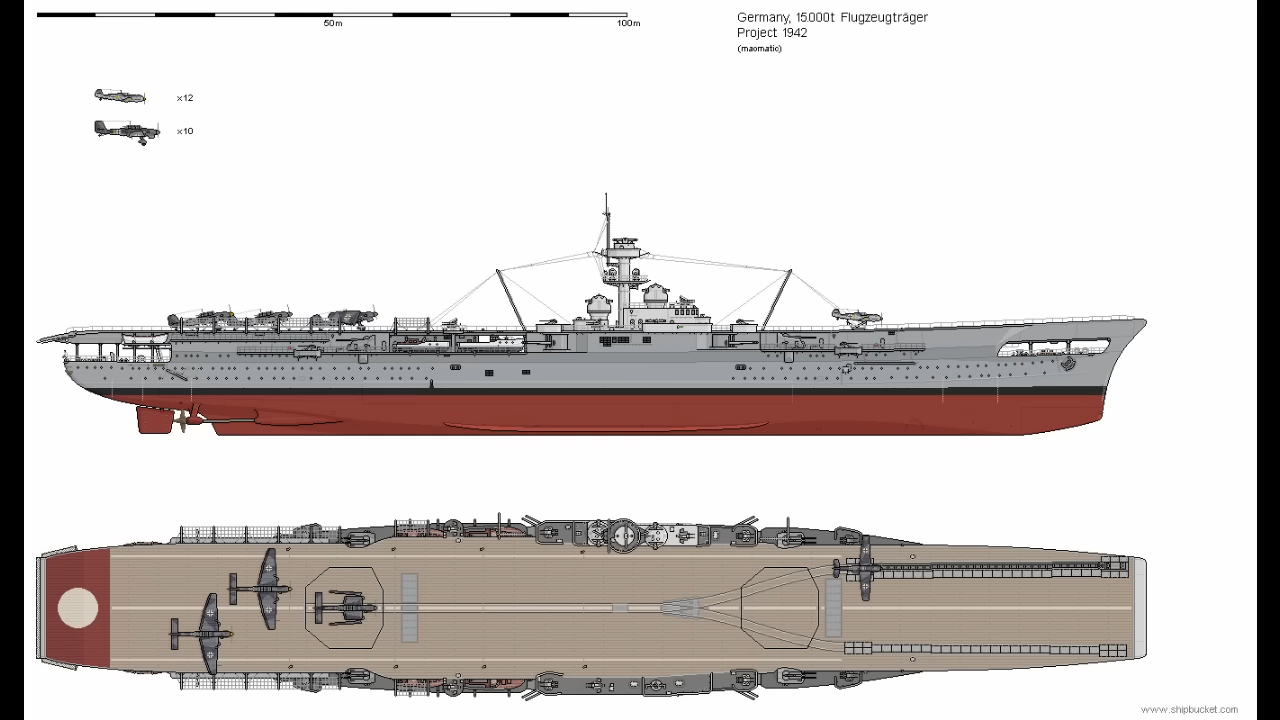 50m
100m
Germany, 15.000t Flugzeugträger
Project 1942
(maomatic)
x12
x10
www.shipbucket.com